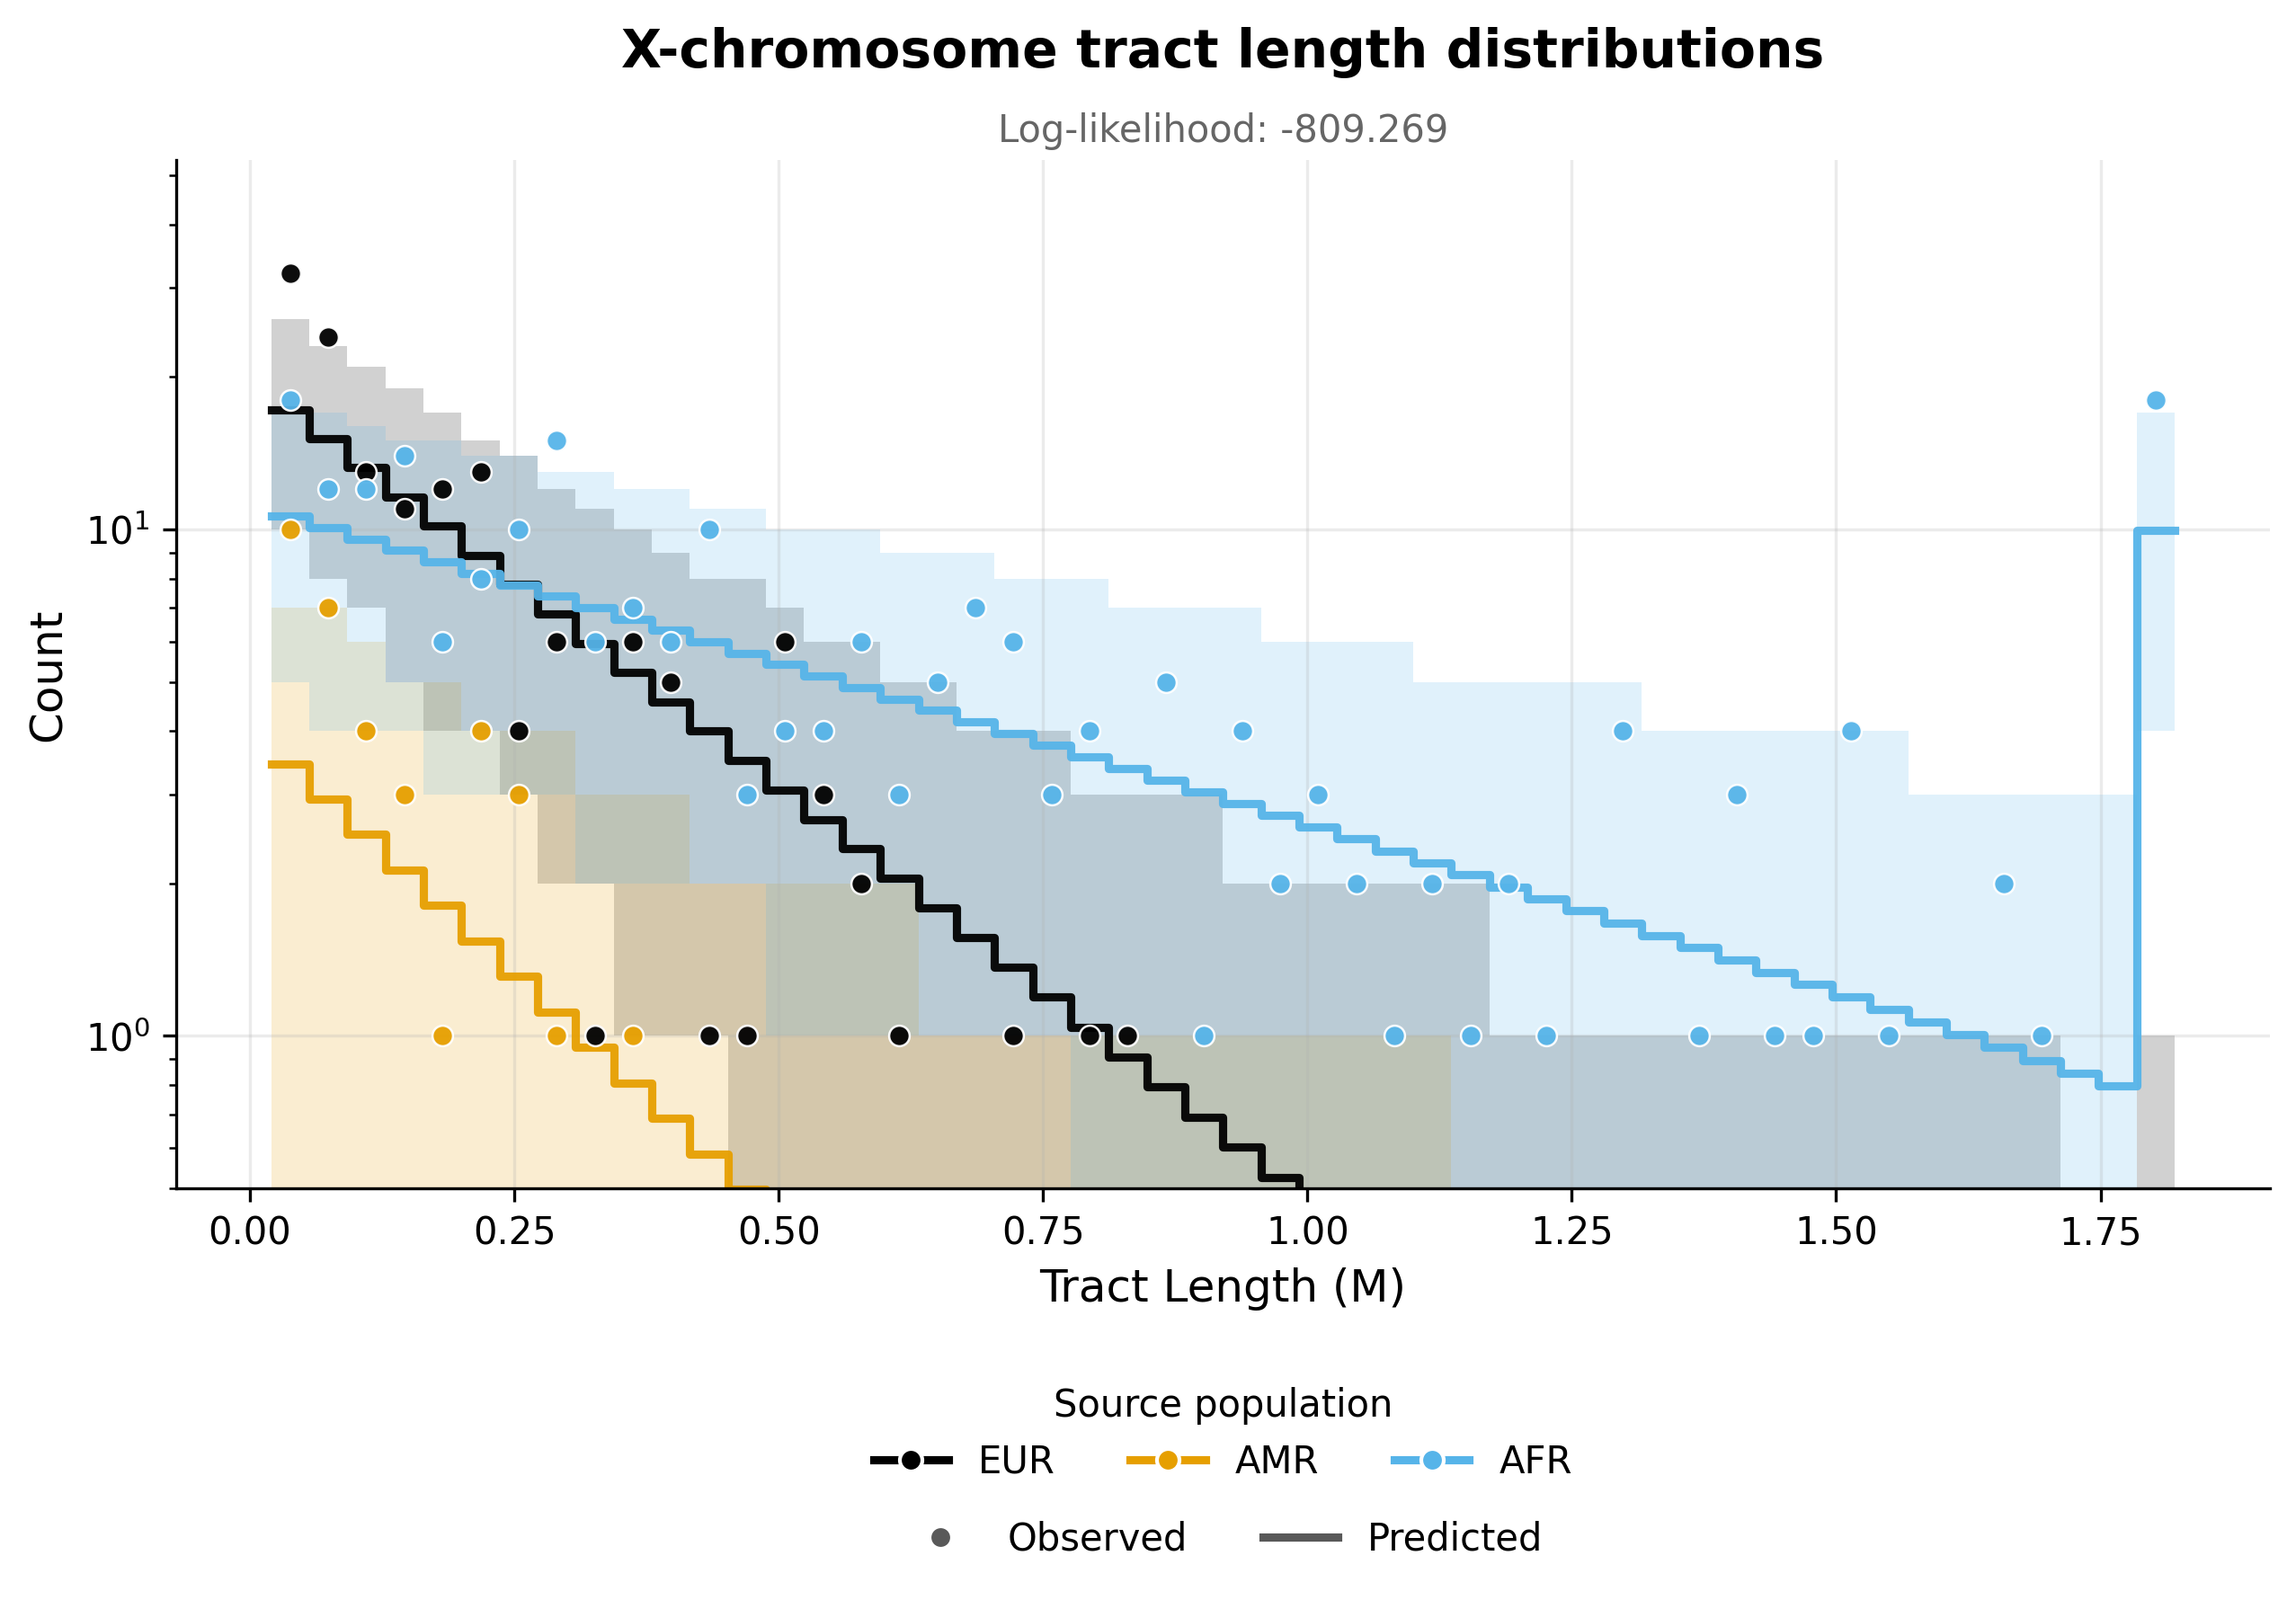 X-chromosome tract length distributions
Log-likelihood: -809.269
Count
10¹
10⁰
0.00 0.25 0.50 0.75 1.00 1.25 1.50 1.75
Tract Length (M)
Source population
EUR AMR AFR
Observed Predicted